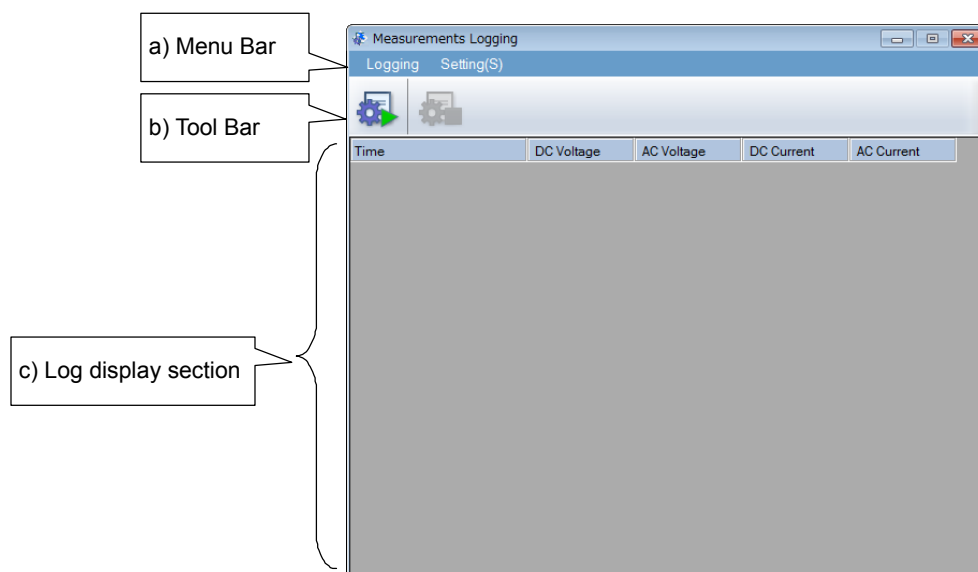 a) Menu Bar
Measurements Logging
Logging Setting(S)
b) Tool Bar
Time DC Voltage AC Voltage DC Current AC Current
c) Log display section